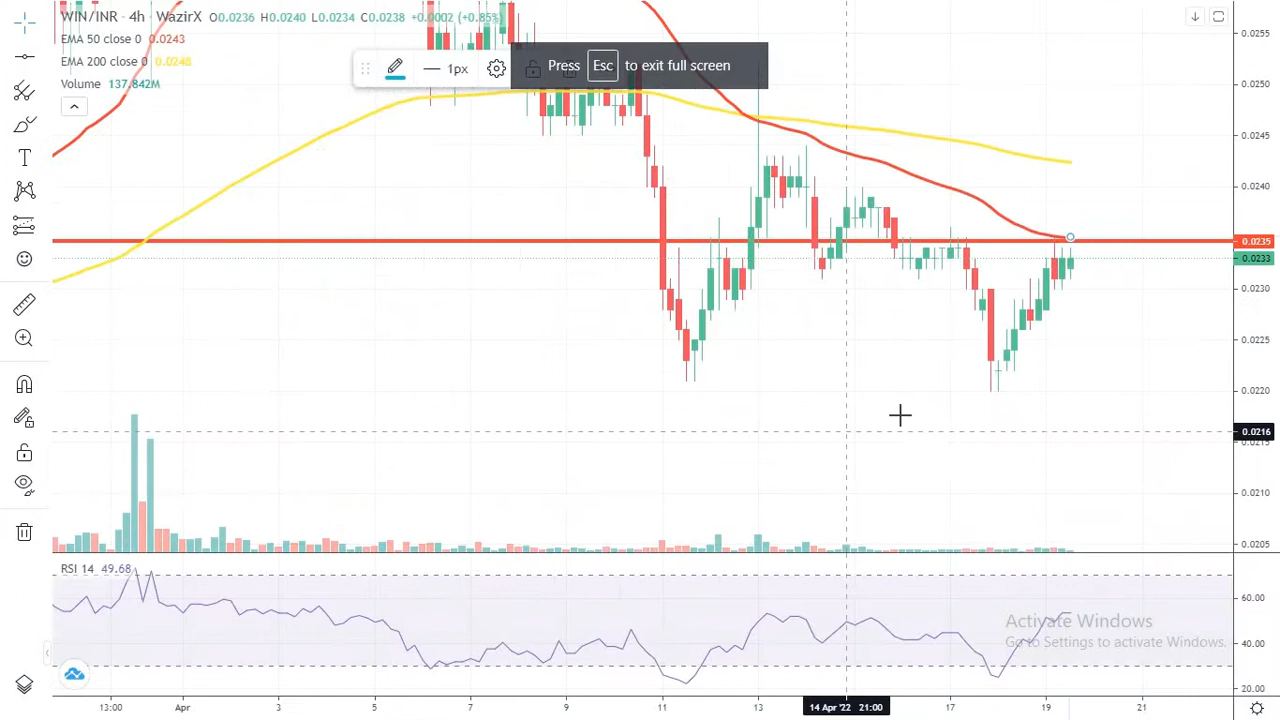 WIN/INR · 4h · WazirX O0.0236 H0.0240 L0.0234 C0.0238 +0.0002 (+0.85%)
EMA 50 close 0 0.0243
EMA 200 close 0 0.0248
Volume 137.842M
1px
Press Esc to exit full screen
0.0255
0.0250
0.0245
0.0240
0.0235
0.0233
0.0230
0.0225
0.0220
0.0216
0.0215
0.0210
0.0205
RSI 14 49.68
60.00
40.00
20.00
Activate Windows
Go to Settings to activate Windows.
13:00 Apr 3 5 7 9 11 13 14 Apr '22 21:00 17 19 21